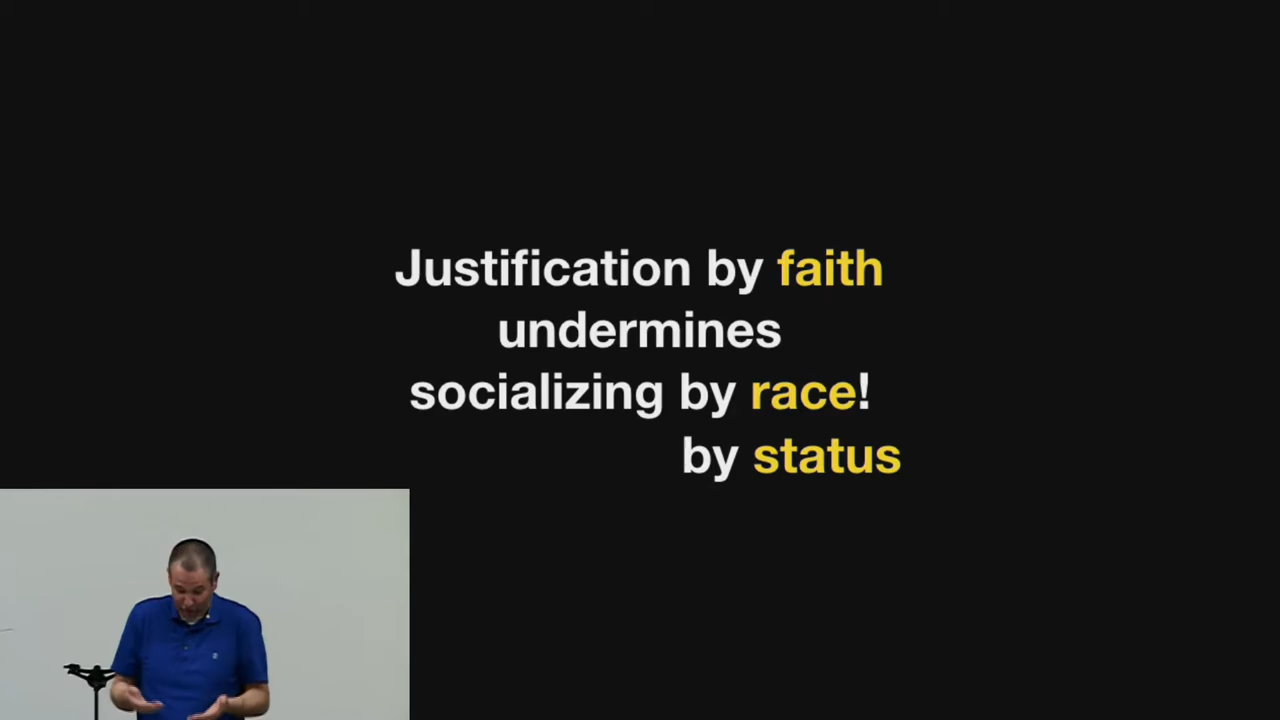 Justification by faith
undermines
socializing by race!
by status